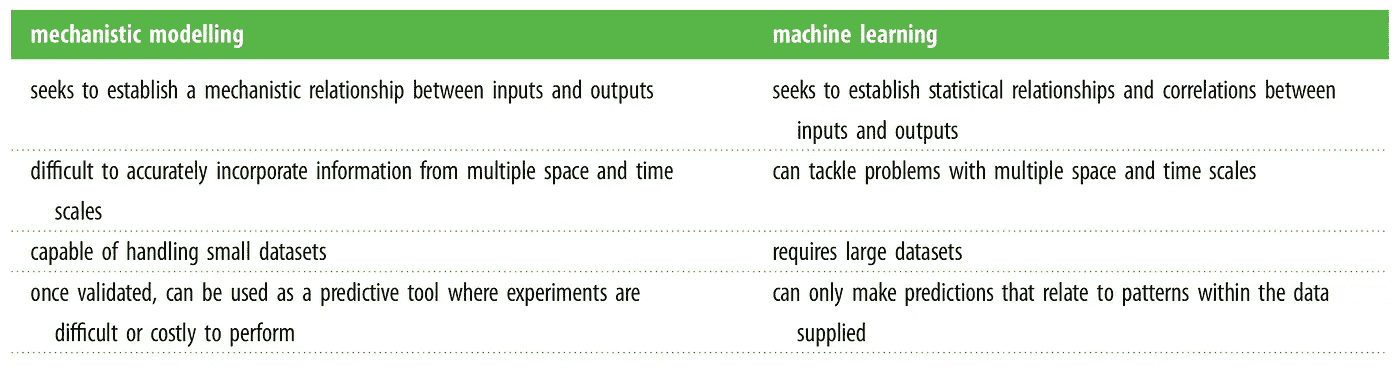 mechanistic modelling
machine learning
seeks to establish a mechanistic relationship between inputs and outputs
seeks to establish statistical relationships and correlations between
inputs and outputs
difficult to accurately incorporate information from multiple space and time
scales
can tackle problems with multiple space and time scales
capable of handling small datasets
requires large datasets
once validated, can be used as a predictive tool where experiments are
difficult or costly to perform
can only make predictions that relate to patterns within the data
supplied